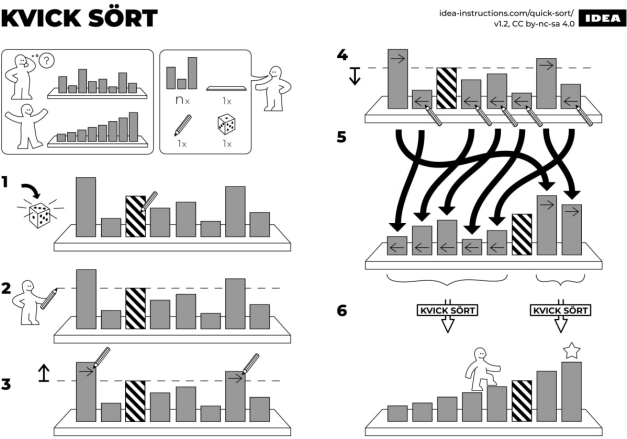 KVICK SÖRT
idea-instructions.com/quick-sort/
v1.2, CC by-nc-sa 4.0
IDEA
?
n x
1x
1x
1x
1
2
3
4
5
KVICK SÖRT
KVICK SÖRT
6